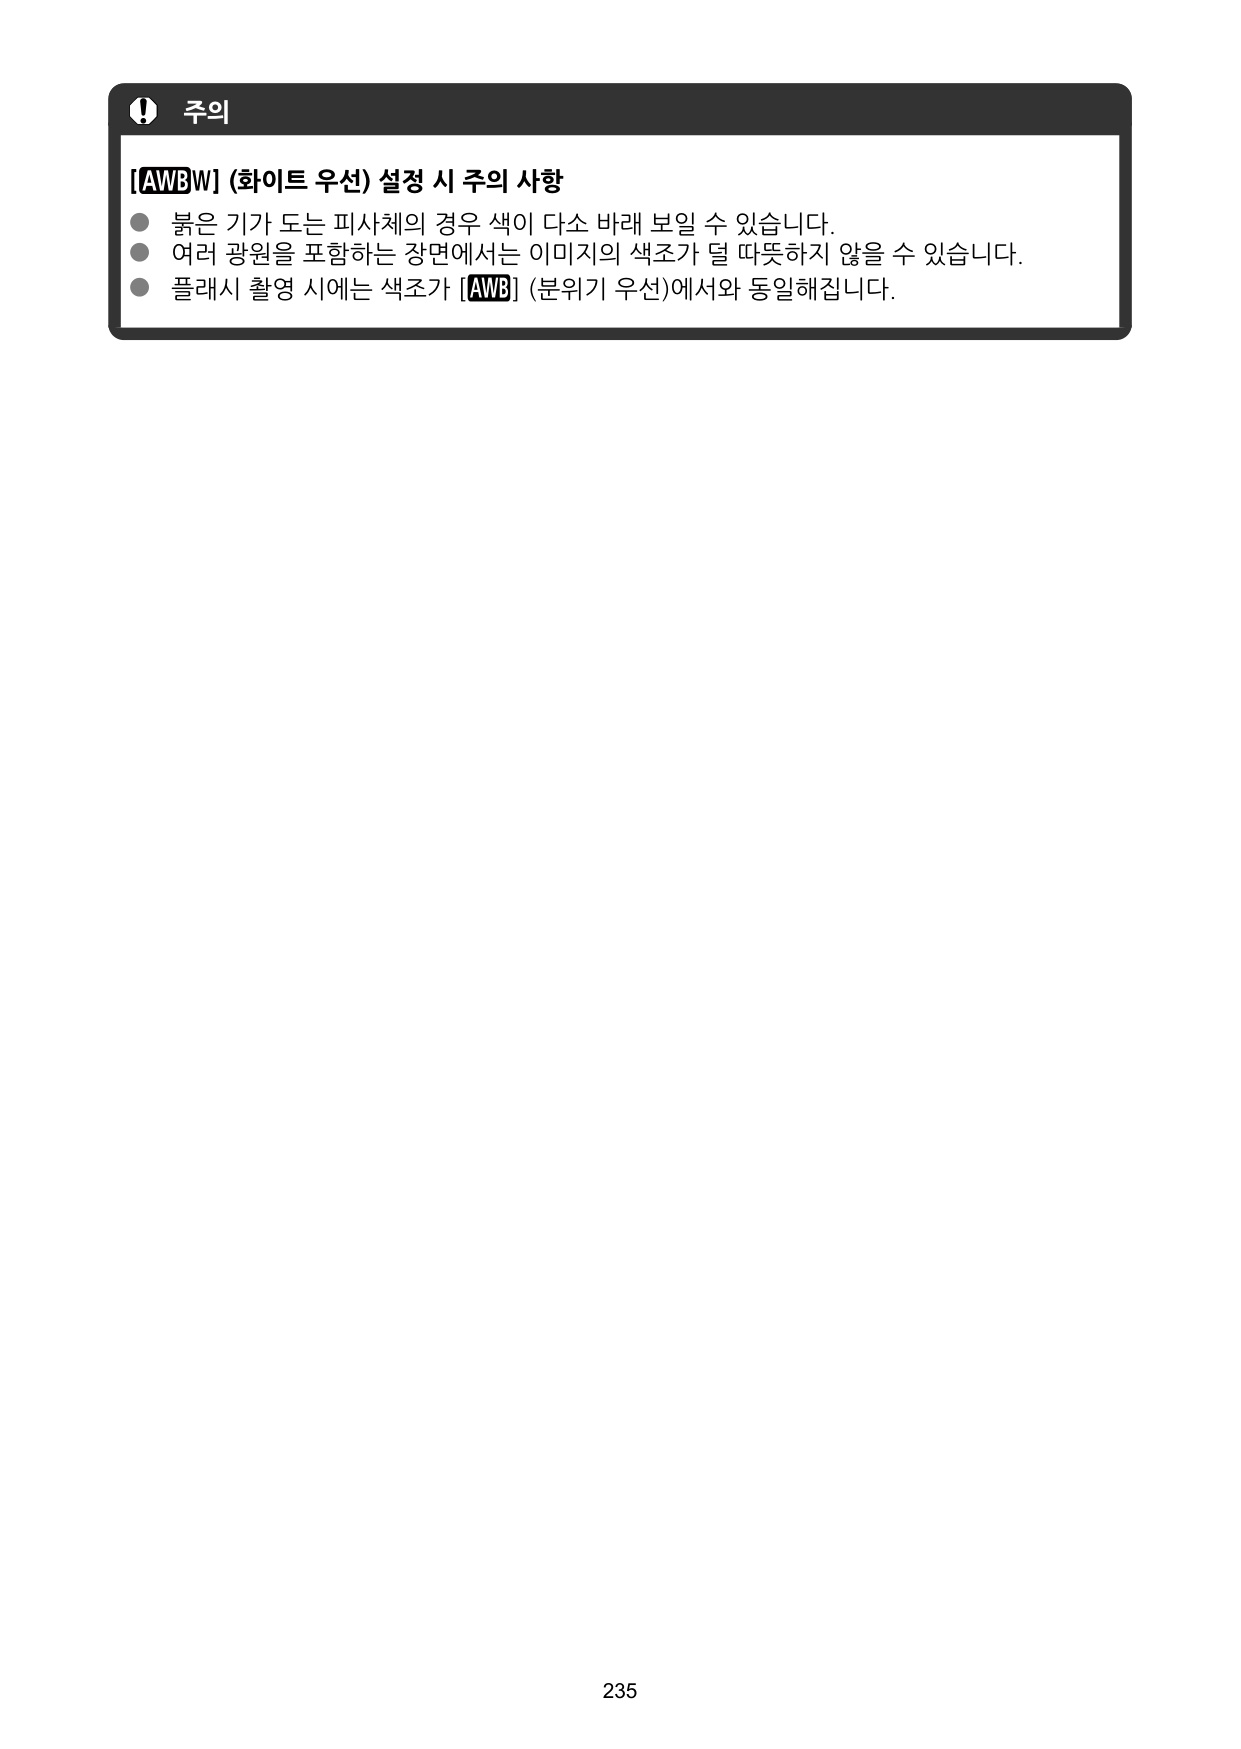 주의
[AWBW] (화이트 우선) 설정 시 주의 사항
● 붉은 기가 도는 피사체의 경우 색이 다소 바래 보일 수 있습니다.
● 여러 광원을 포함하는 장면에서는 이미지의 색조가 덜 따뜻하지 않을 수 있습니다.
● 플래시 촬영 시에는 색조가 [AWB] (분위기 우선)에서와 동일해집니다.
235